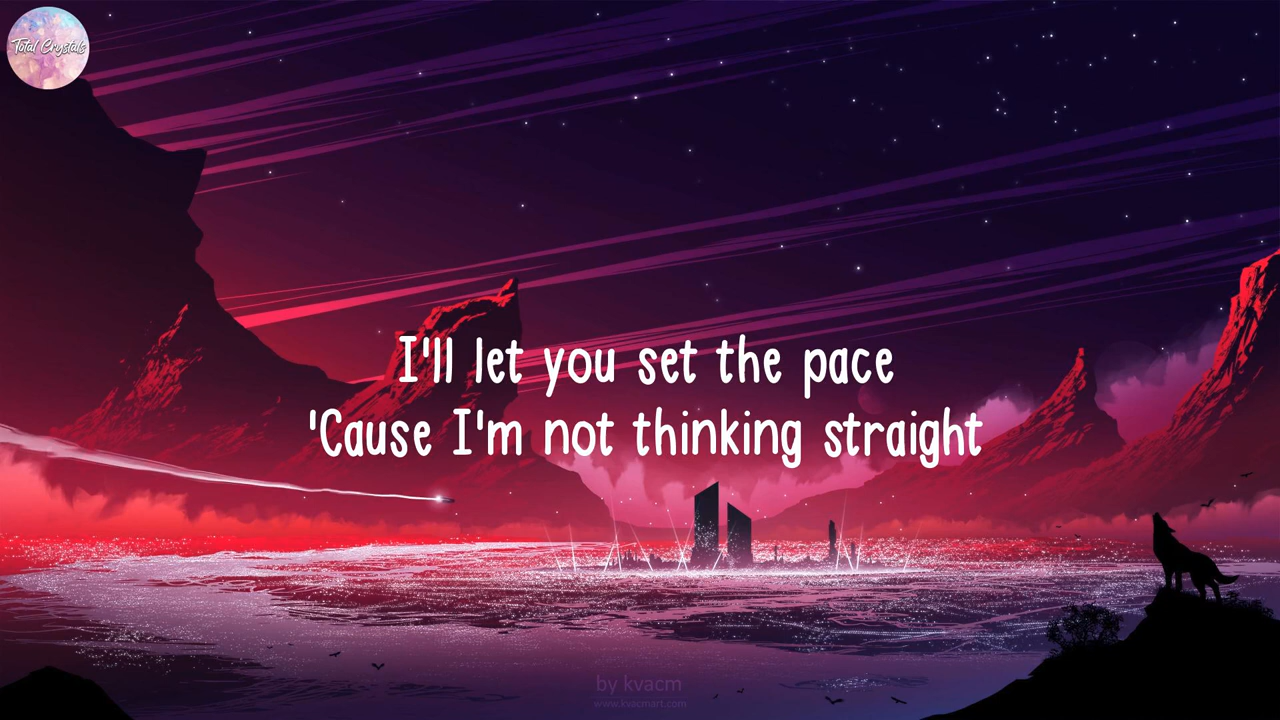 Total Crystals
I'll let you set the pace
'Cause I'm not thinking straight
by kvacm
www.kvacmart.com